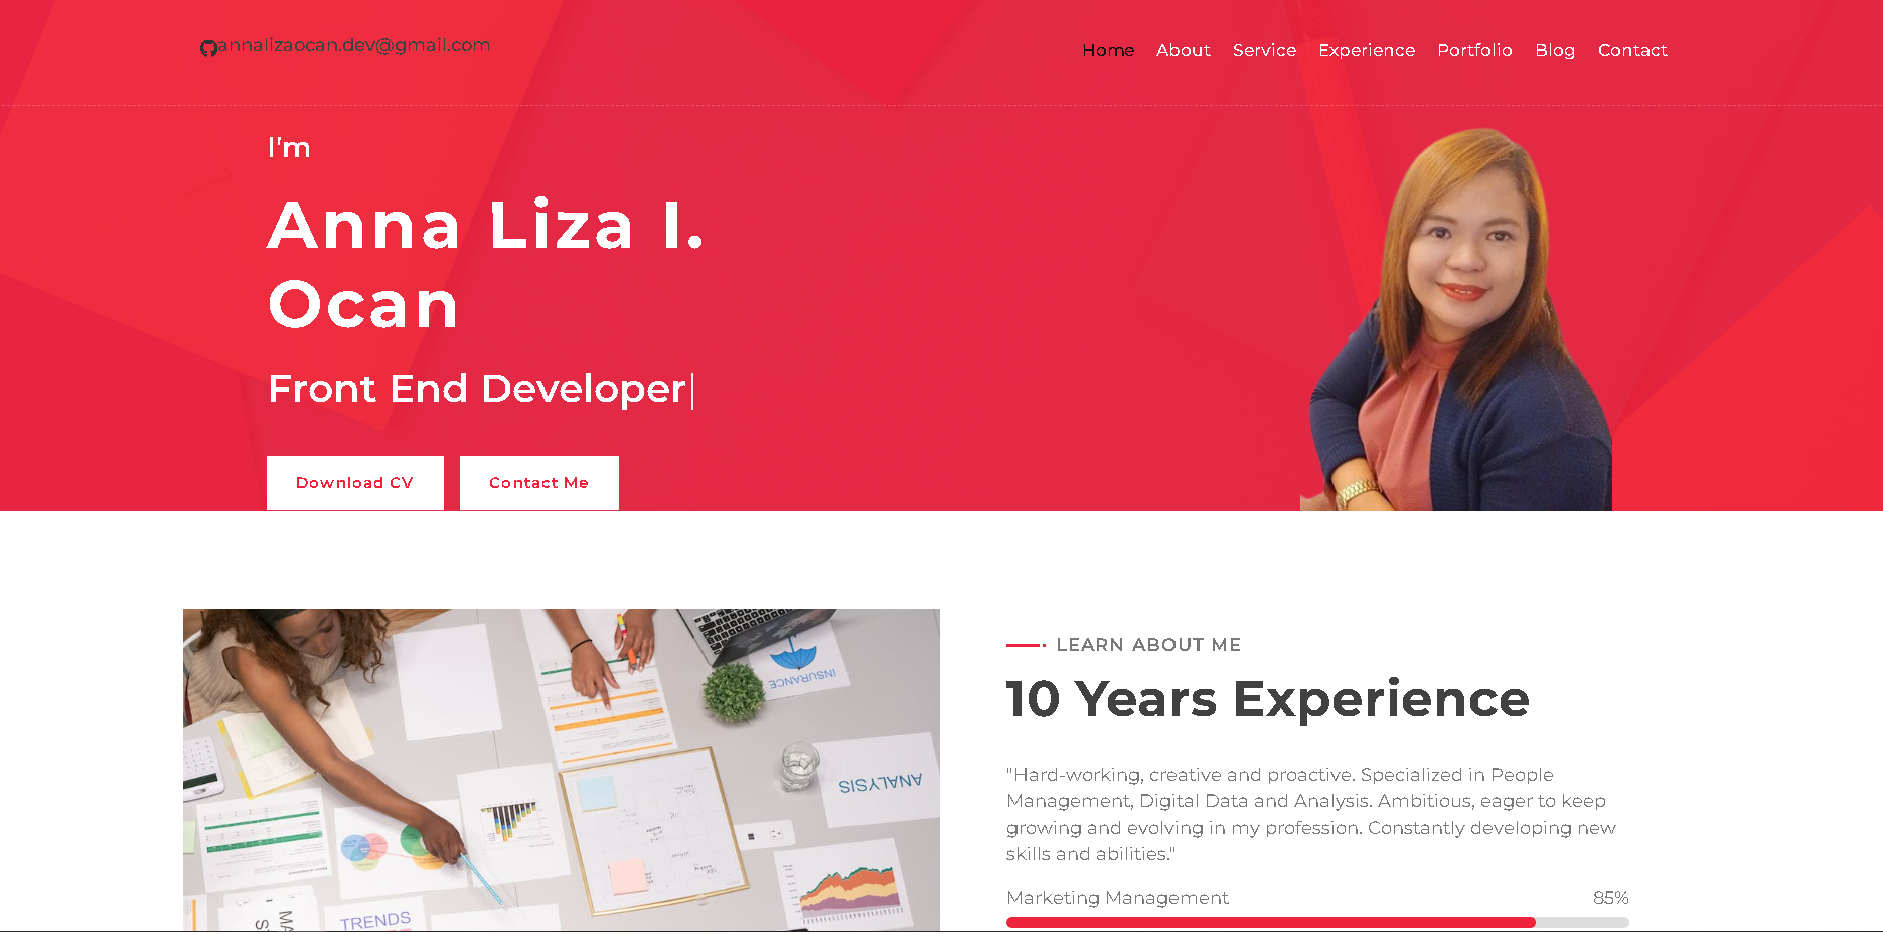 annalizaocan.dev@gmail.com
Home About Service Experience Portfolio Blog Contact
I'm
Anna Liza I.
Ocan
Front End Developer
Download CV Contact Me
INSURANCE
ANALYSIS
TRENDS
LEARN ABOUT ME
10 Years Experience
"Hard-working, creative and proactive. Specialized in People
Management, Digital Data and Analysis. Ambitious, eager to keep
growing and evolving in my profession. Constantly developing new
skills and abilities."
Marketing Management 85%